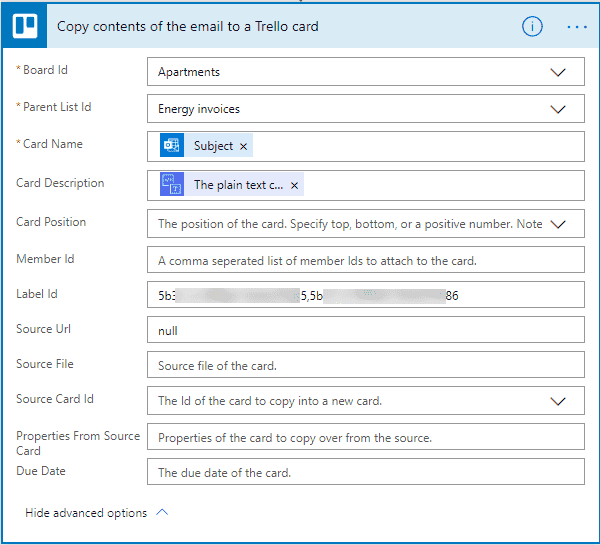 Copy contents of the email to a Trello card
* Board Id Apartments
* Parent List Id Energy invoices
* Card Name Subject ×
Card Description The plain text c... ×
Card Position The position of the card. Specify top, bottom, or a positive number. Note
Member Id A comma seperated list of member Ids to attach to the card.
Label Id 5b3 5,5b 86
Source Url null
Source File Source file of the card.
Source Card Id The Id of the card to copy into a new card.
Properties From Source Card Properties of the card to copy over from the source.
Due Date The due date of the card.
Hide advanced options